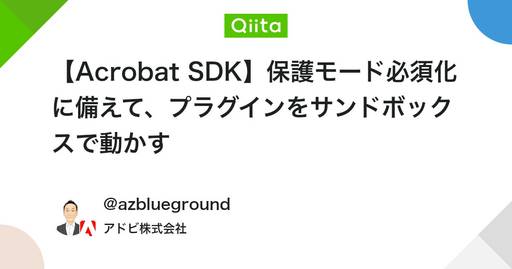 Qiita
【Acrobat SDK】保護モード必須化
に備えて、プラグインをサンドボック
スで動かす
@azblueground
アドビ株式会社